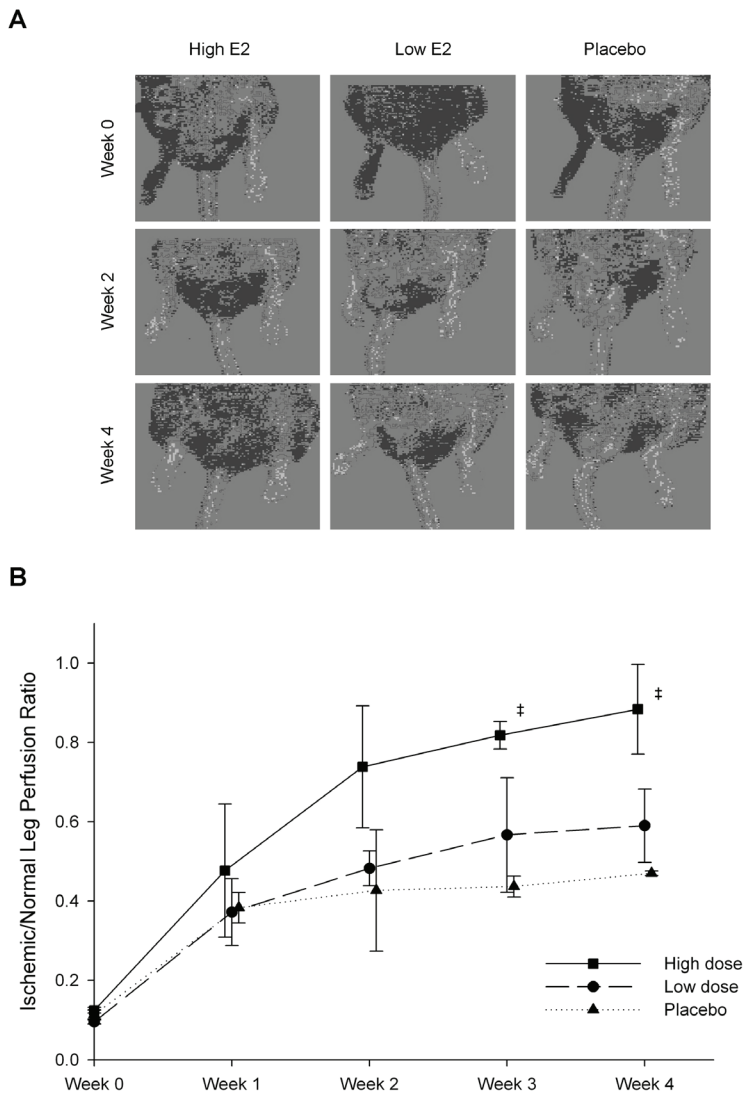 A
High E2 Low E2 Placebo
Week 0
Week 2
Week 4
B
Ischemic/Normal Leg Perfusion Ratio
1.0
0.8
0.6
0.4
0.2
0.0
‡
‡
High dose
Low dose
Placebo
Week 0 Week 1 Week 2 Week 3 Week 4